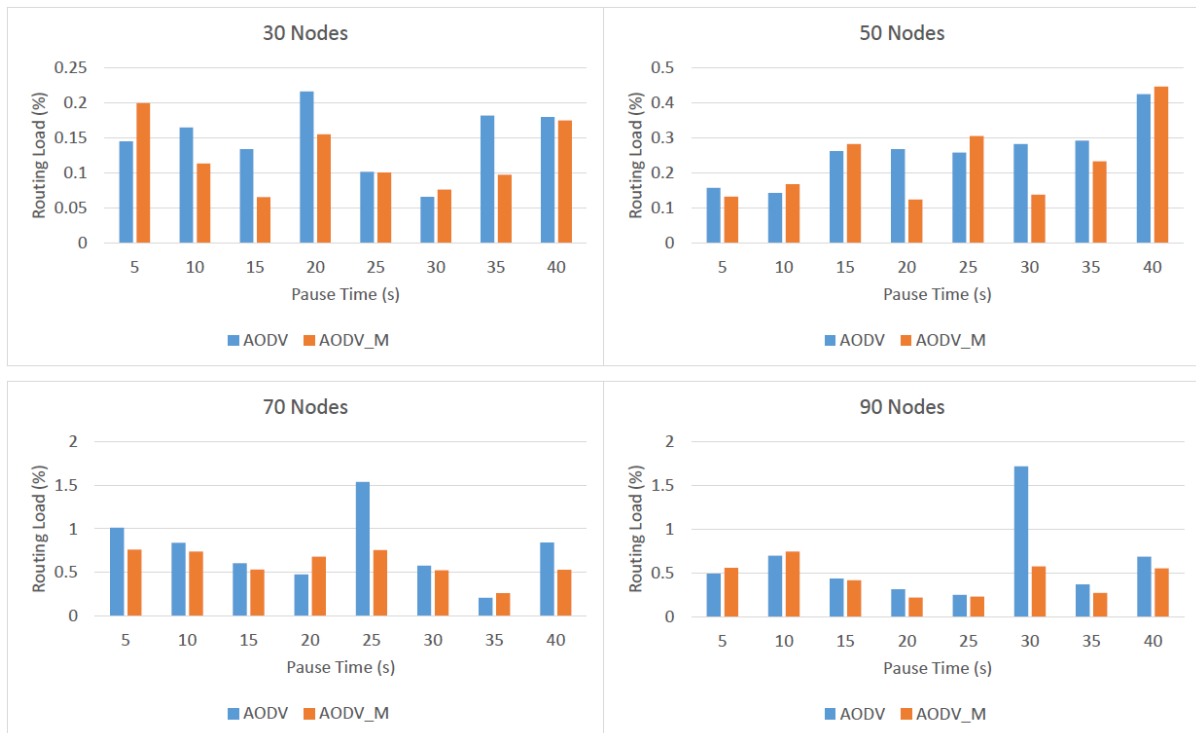 30 Nodes
Routing Load (%)
0.25
0.2
0.15
0.1
0.05
0
5 10 15 20 25 30 35 40
Pause Time (s)
AODV AODV_M
50 Nodes
Routing Load (%)
0.5
0.4
0.3
0.2
0.1
0
5 10 15 20 25 30 35 40
Pause Time (s)
AODV AODV_M
70 Nodes
Routing Load (%)
2
1.5
1
0.5
0
5 10 15 20 25 30 35 40
Pause Time (s)
AODV AODV_M
90 Nodes
Routing Load (%)
2
1.5
1
0.5
0
5 10 15 20 25 30 35 40
Pause Time (s)
AODV AODV_M